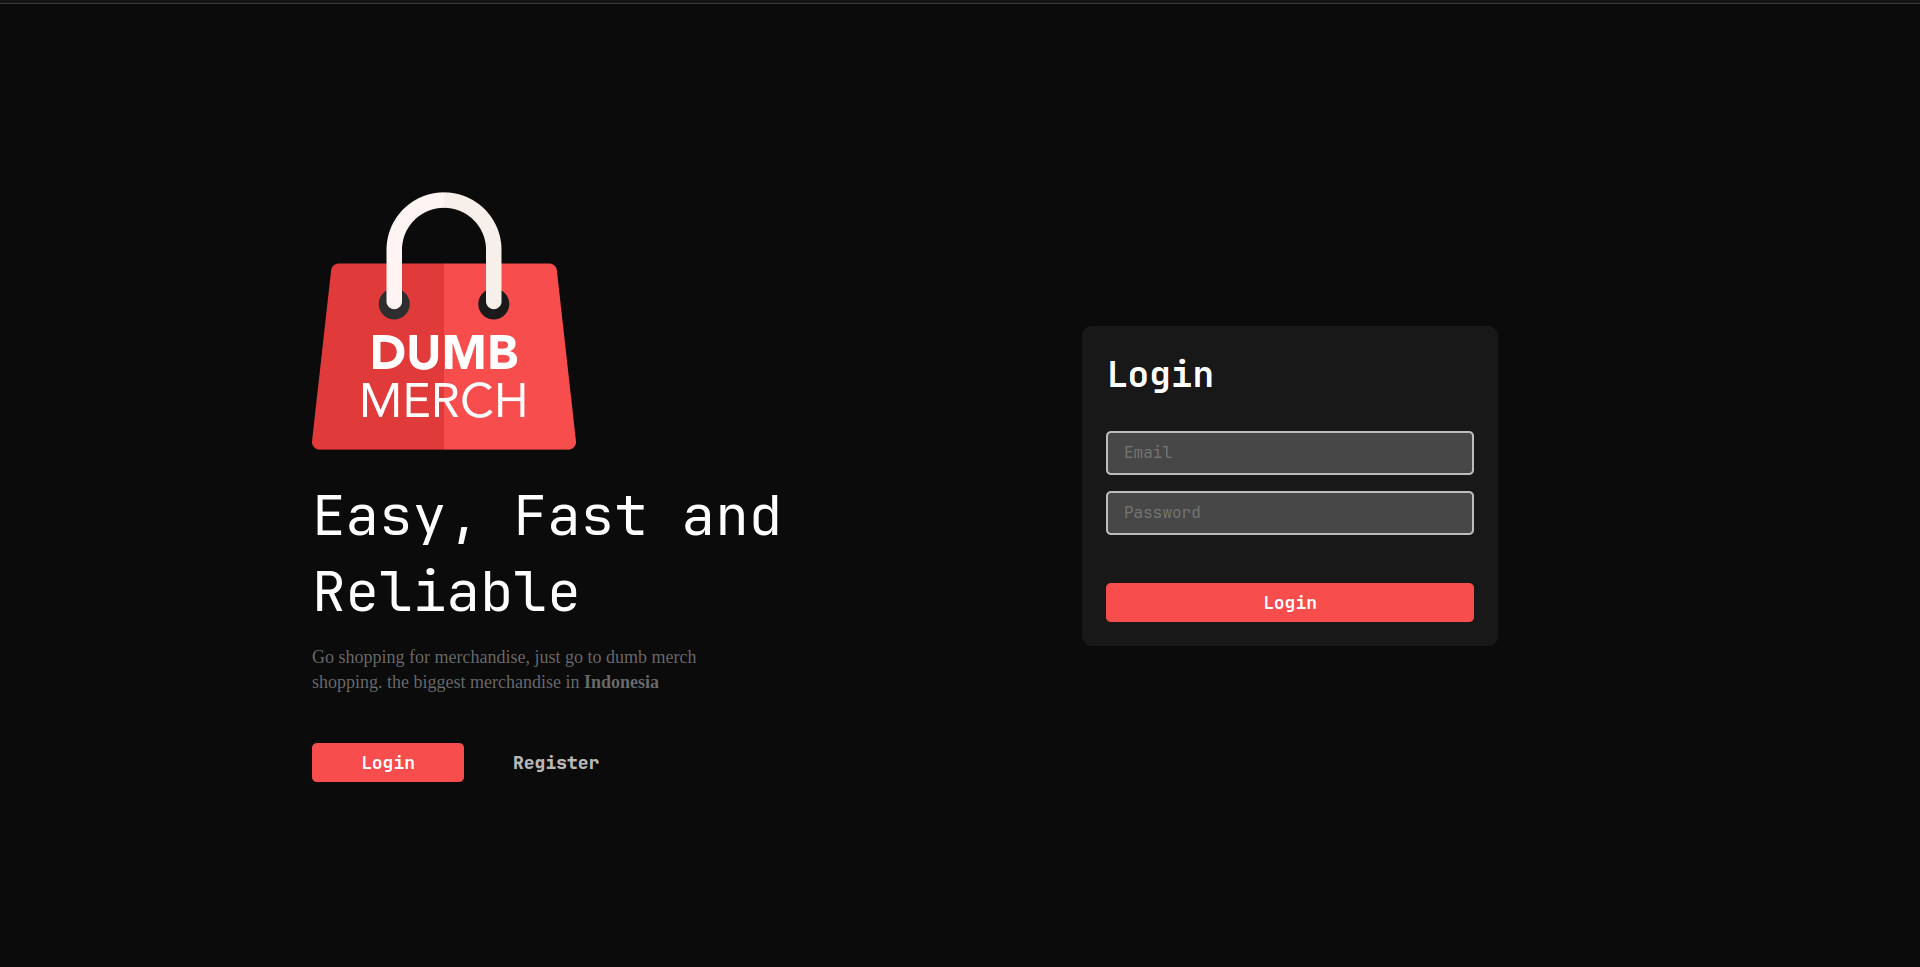 DUMB
MERCH
Easy, Fast and
Reliable
Go shopping for merchandise, just go to dumb merch
shopping. the biggest merchandise in Indonesia
Login
Register
Login
Email
Password
Login